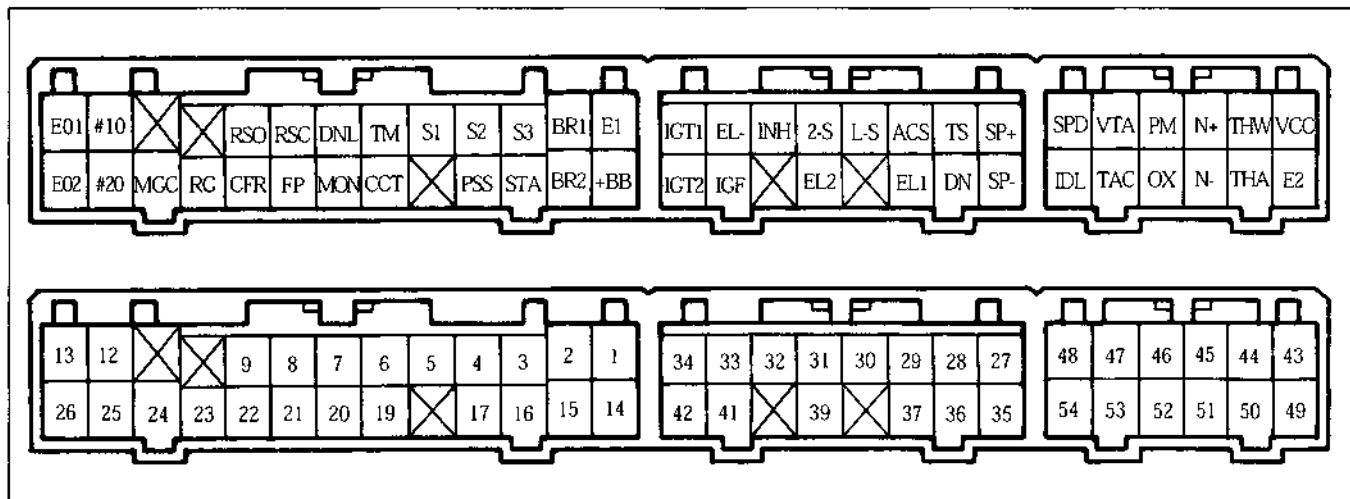 E01 #10 RSO RSC DNL TM S1 S2 S3 BR1 E1 IGT1 EL- INH 2-S L-S ACS TS SP+ SPD VTA PM N+ THW VCC
E02 #20 MGC RG CFR FP MON CCT PSS STA BR2 +BB IGT2 IGF EL2 EL1 DN SP- IDL TAC OX N- THA E2
13 12 9 8 7 6 5 4 3 2 1 34 33 32 31 30 29 28 27 48 47 46 45 44 43
26 25 24 23 22 21 20 19 17 16 15 14 42 41 39 37 36 35 54 53 52 51 50 49